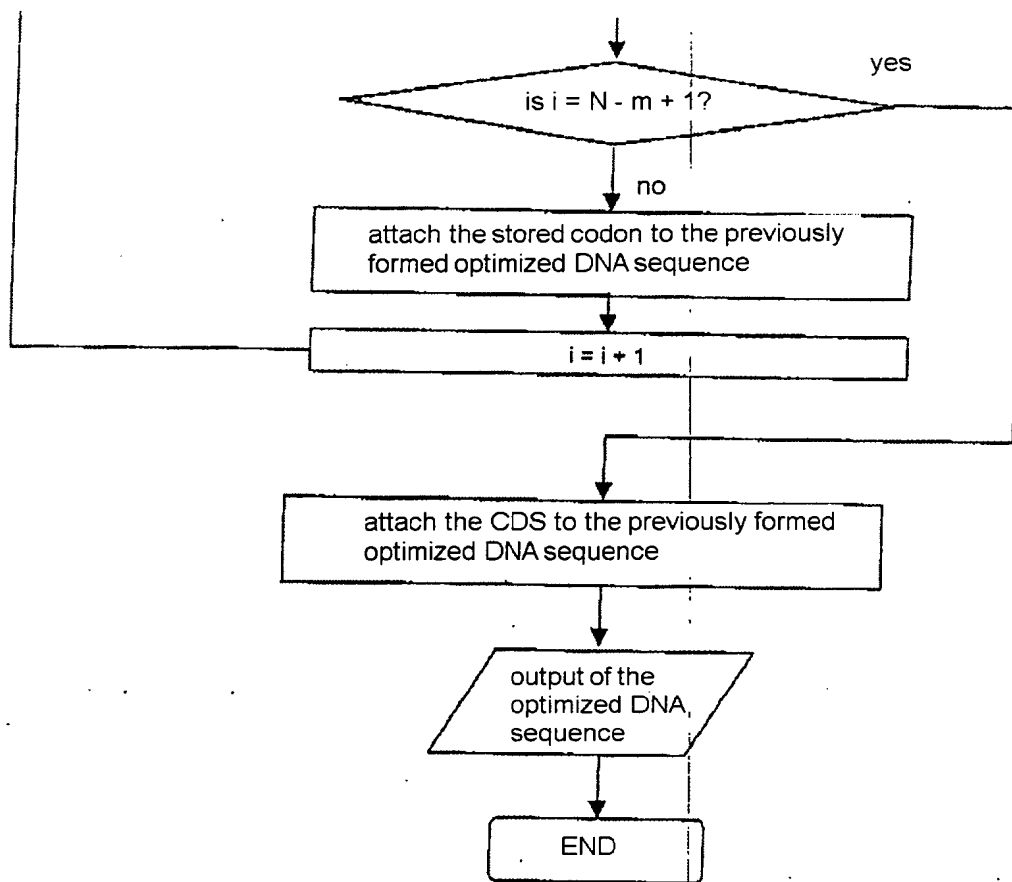 yes
is i = N - m + 1?
no
attach the stored codon to the previously
formed optimized DNA sequence
i = i + 1
attach the CDS to the previously formed
optimized DNA sequence
output of the
optimized DNA
sequence
END